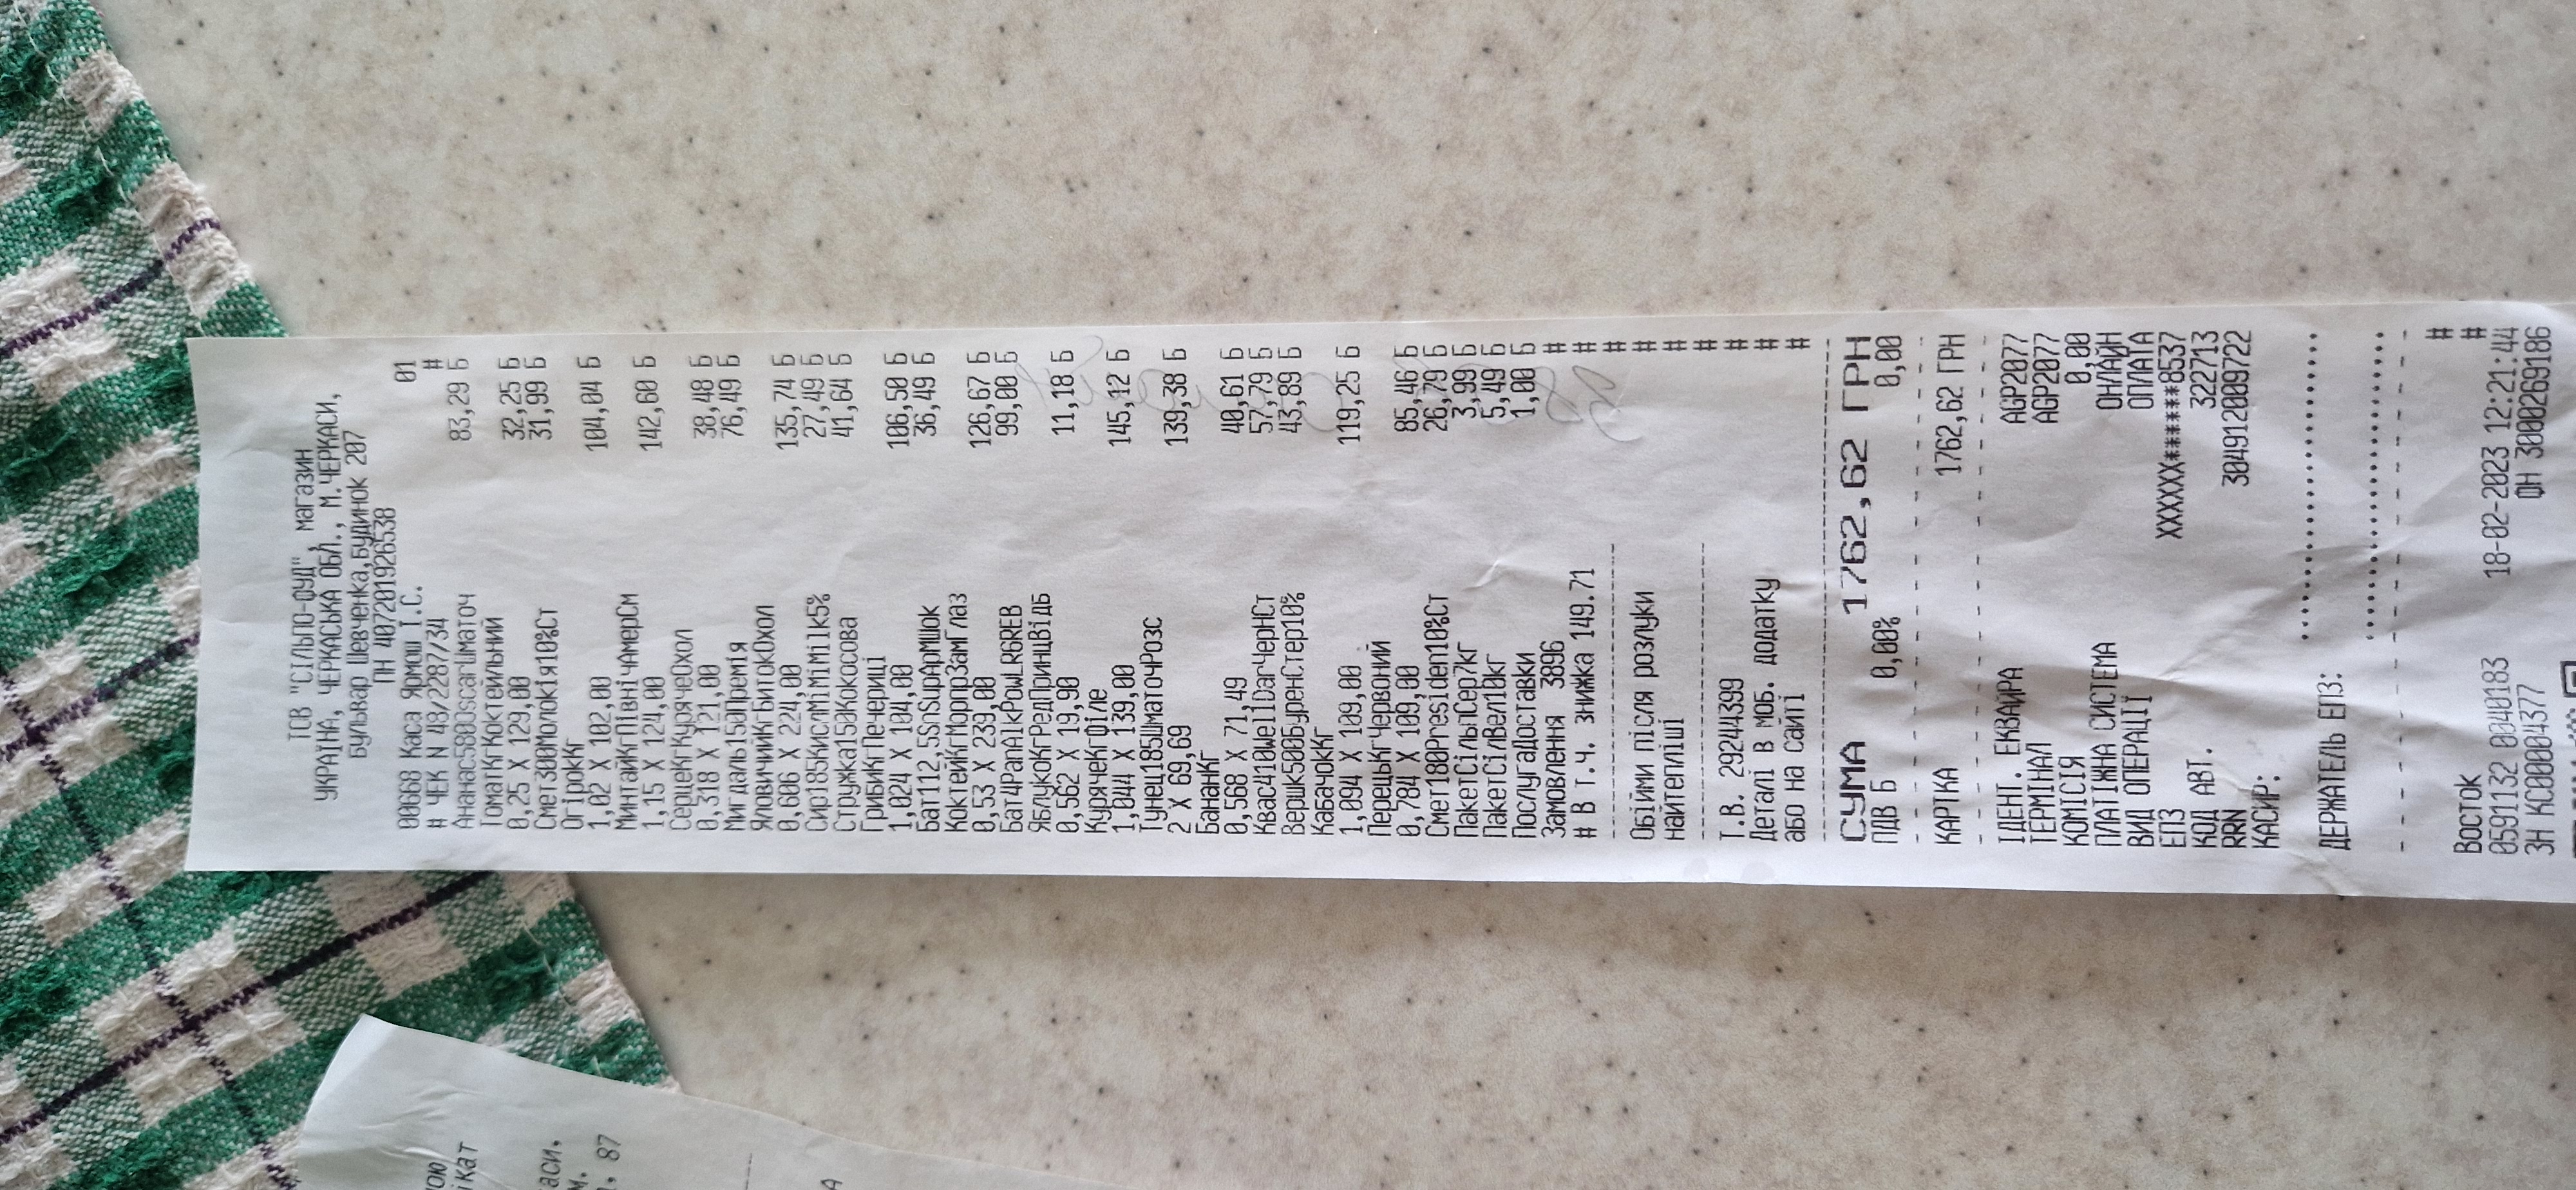 ТОВ "СІЛЬПО-ФУД", магазин
УКРАЇНА, ЧЕРКАСЬКА ОБЛ., М.ЧЕРКАСИ,
Бульвар Шевченка,будинок 207
ПН 407201926538
00668 Каса Ярмош І.С. 01
# ЧЕК N 48/2287/34 #
Ананас580OscarШматоч 83,29 Б
ТоматКгКоктейльний
0,25 X 129,00 32,25 Б
Смет300Молокія10%Ст 31,99 Б
ОгірокКг
1,02 X 102,00 104,04 Б
МинтайКгПівнічАмерСм
1,15 X 124,00 142,60 Б
СерцеКгКурячеОхол
0,318 X 121,00 38,48 Б
Мигдаль150Премія 76,49 Б
ЯловичийКгБитокОхол
0,606 X 224,00 135,74 Б
Сир185КислМіМіМilk5% 27,49 Б
Стружка150Кокосова 41,64 Б
ГрибиКгПечериці
1,024 X 104,00 106,50 Б
Бат112,5SnSupАрМШок 36,49 Б
КоктейКгМорпрЗамГлаз
0,53 X 239,00 126,67 Б
Бат4PanAlkPowLR6REB 99,00 Б
ЯблукоКгРедПринцВідБ
0,562 X 19,90 11,18 Б
КурячеКгФіле
1,044 X 139,00 145,12 Б
Тунец185ШматочРозС
2 X 69,69 139,38 Б
БананКг
0,568 X 71,49 40,61 Б
Квас410WellDarЧерНСт 57,79 Б
Вершк500БуренСтер10% 43,89 Б
КабачокКг
1,094 X 109,00 119,25 Б
ПерецьКгЧервоний
0,784 X 109,00 85,46 Б
Смет180Presiden10%Ст 26,79 Б
ПакетСільпСер7кг 3,99 Б
ПакетСілВел10кг 5,49 Б
ПослугаДоставки 1,00 Б
Замовлення 3896 #
# В т.ч. знижка 149.71 #
#
Обійми після розлуки #
найтепліші #
#
Т.В. 29244399 #
Деталі в моб. додатку #
або на сайті #
СУМА 1762,62 ГРН
ПДВ Б 0,00% 0,00
КАРТКА 1762,62 ГРН
ІДЕНТ. ЕКВАЙРА AGP2077
ТЕРМІНАЛ AGP2077
КОМІСІЯ 0,00
ПЛАТІЖНА СИСТЕМА ОНЛАЙН
ВИД ОПЕРАЦІЇ ОПЛАТА
ЕПЗ XXXXXX******8537
КОД АВТ. 322713
RRN 304912009722
КАСИР: ....................
ДЕРЖАТЕЛЬ ЕПЗ: ....................
Восток #
#
0591132 0040183 18-02-2023 12:21:44
ЗН КС00004377 ФН 3000269186
ною
ікат
аси,
м.
87